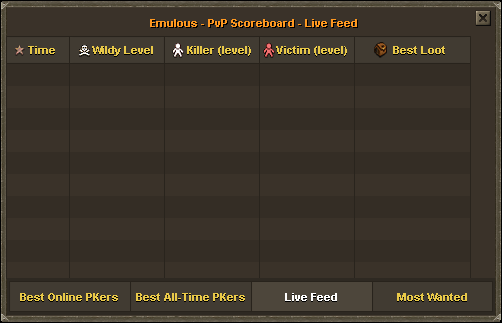 Emulous - PvP Scoreboard - Live Feed
Time Wildy Level Killer (level) Victim (level) Best Loot
Best Online PKers Best All-Time PKers Live Feed Most Wanted